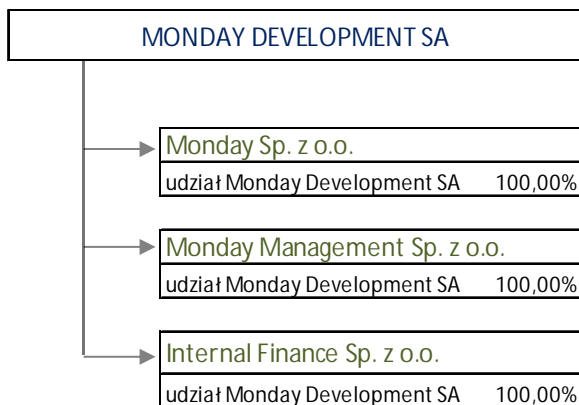 MONDAY DEVELOPMENT SA
Monday Sp. z o.o.
udział Monday Development SA 100,00%
Monday Management Sp. z o.o.
udział Monday Development SA 100,00%
Internal Finance Sp. z o.o.
udział Monday Development SA 100,00%